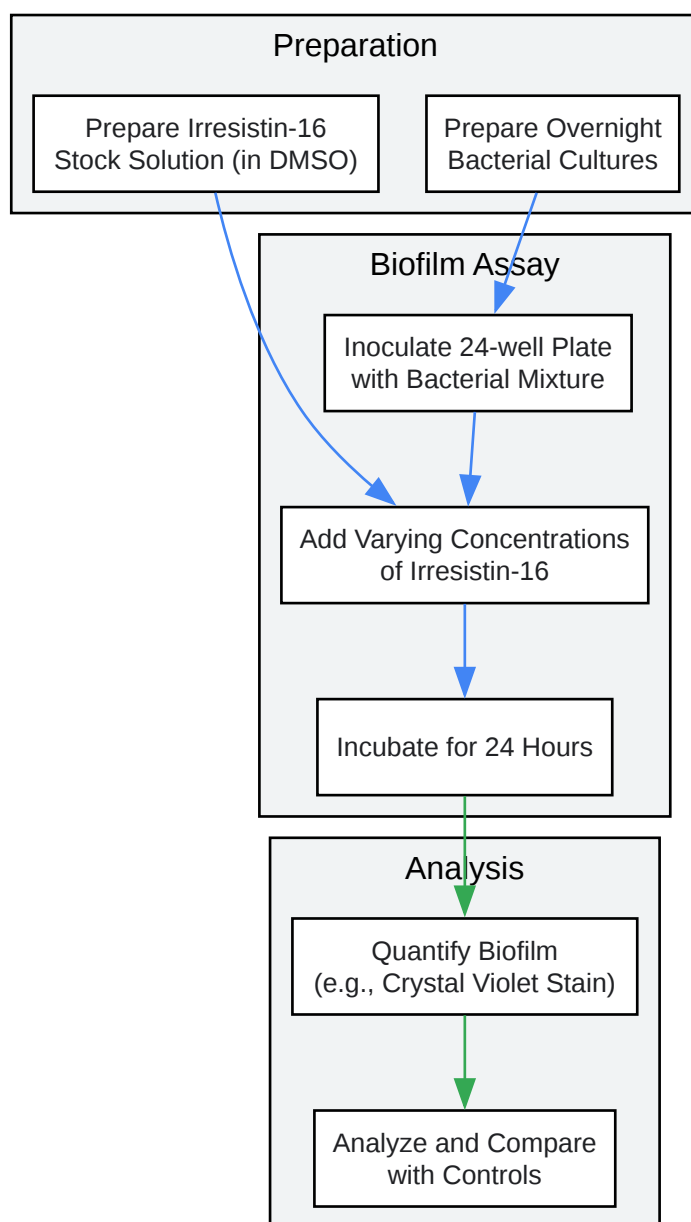 Preparation
Prepare Irresistin-16
Stock Solution (in DMSO)
Prepare Overnight
Bacterial Cultures
Biofilm Assay
Inoculate 24-well Plate
with Bacterial Mixture
Add Varying Concentrations
of Irresistin-16
Incubate for 24 Hours
Analysis
Quantify Biofilm
(e.g., Crystal Violet Stain)
Analyze and Compare
with Controls